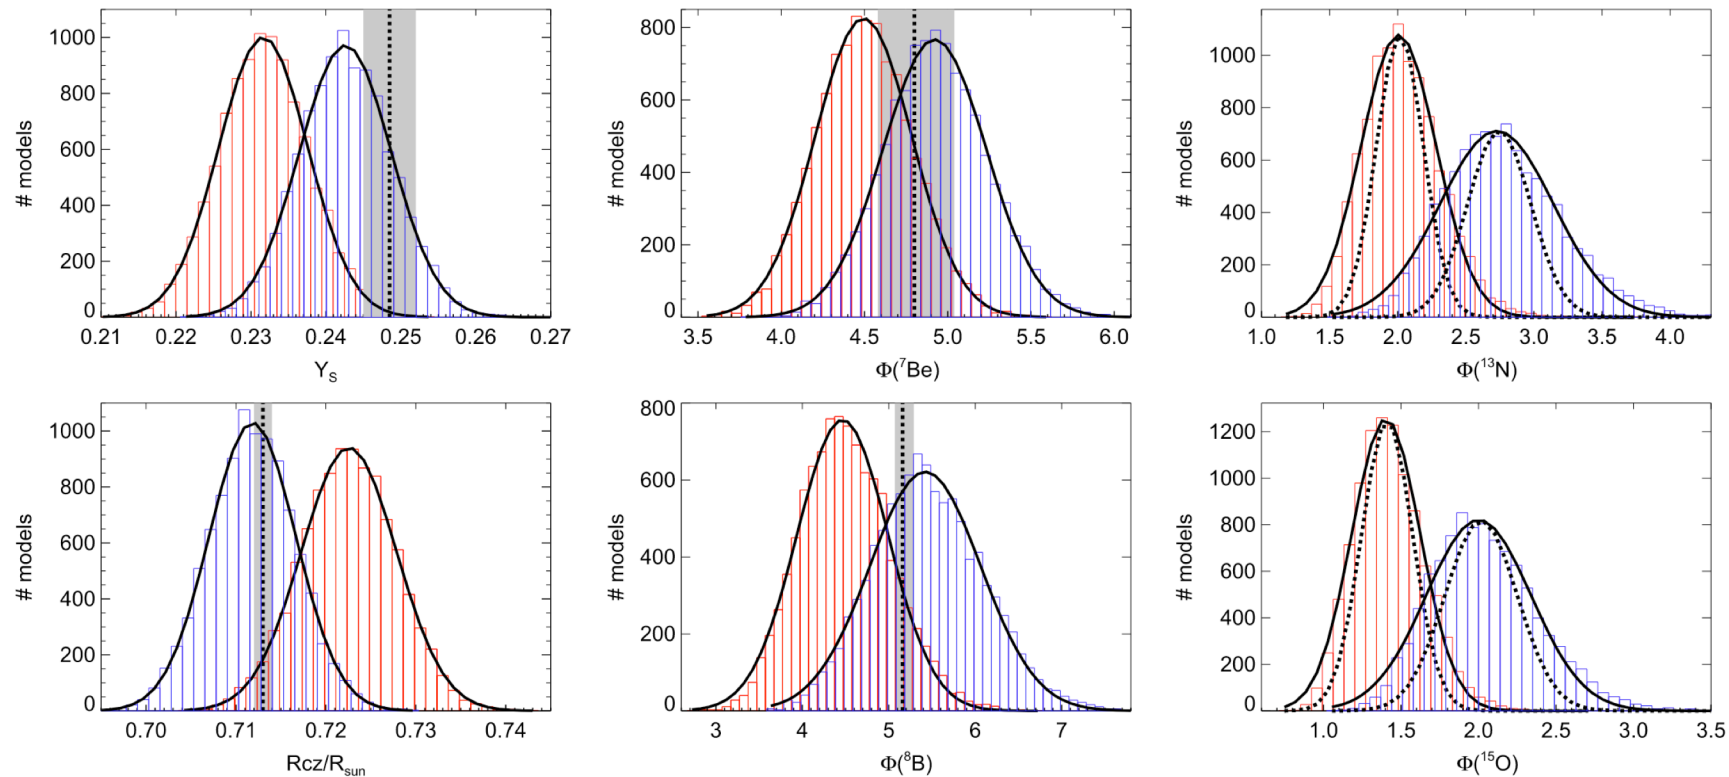 # models
1000
800
600
400
200
0
0.21 0.22 0.23 0.24 0.25 0.26 0.27
Y_S
# models
800
600
400
200
0
3.5 4.0 4.5 5.0 5.5 6.0
Φ(⁷Be)
# models
1000
800
600
400
200
0
1.0 1.5 2.0 2.5 3.0 3.5 4.0
Φ(¹³N)
# models
1000
800
600
400
200
0
0.70 0.71 0.72 0.73 0.74
Rcz/R_sun
# models
800
600
400
200
0
3 4 5 6 7
Φ(⁸B)
# models
1200
1000
800
600
400
200
0
1.0 1.5 2.0 2.5 3.0 3.5
Φ(¹⁵O)